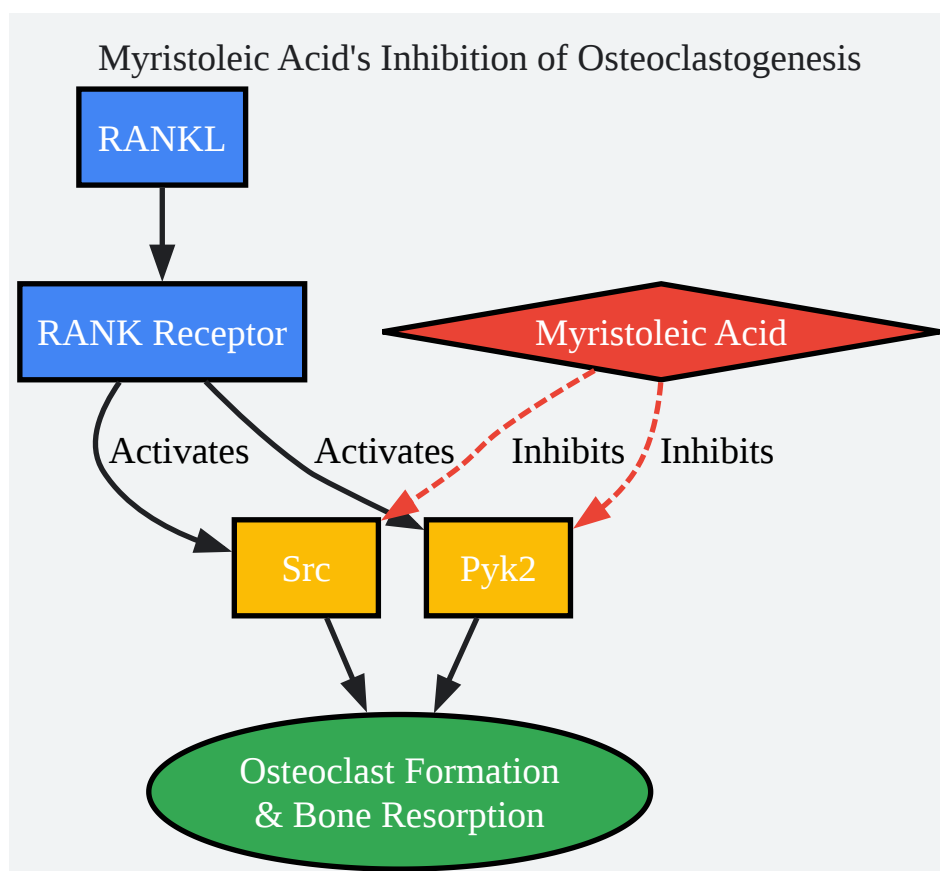 Myristoleic Acid's Inhibition of Osteoclastogenesis
RANKL
RANK Receptor
Myristoleic Acid
Activates
Activates
Inhibits
Inhibits
Src
Pyk2
Osteoclast Formation
& Bone Resorption